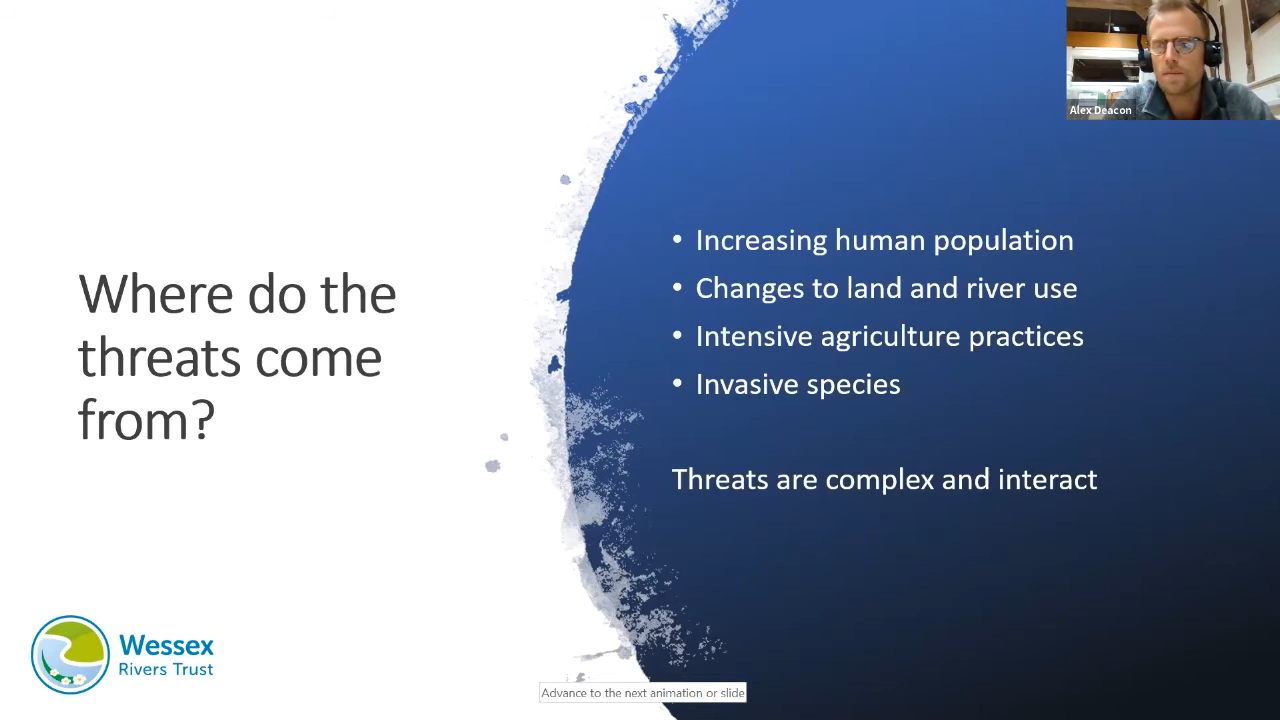 Alex Deacon
Where do the
threats come
from?
• Increasing human population
• Changes to land and river use
• Intensive agriculture practices
• Invasive species
Threats are complex and interact
Wessex
Rivers Trust
Advance to the next animation or slide